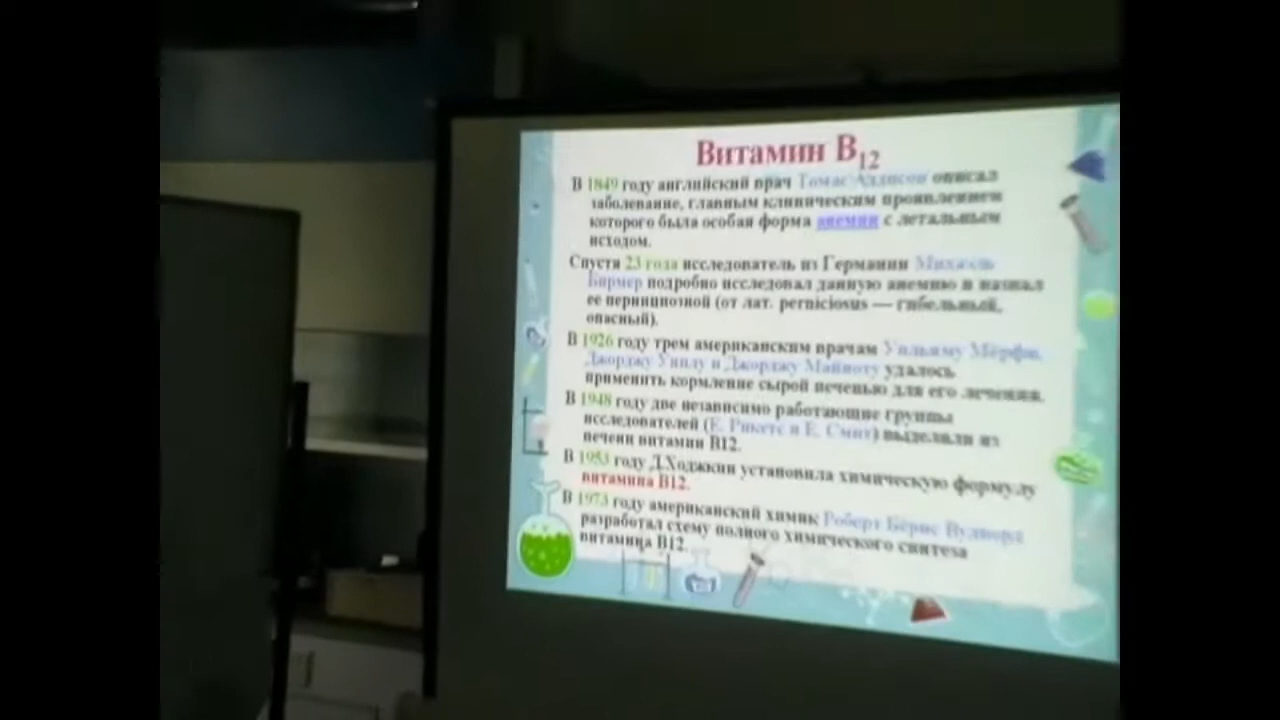 Витамин B12
В 1849 году английский врач Томас Аддисон описал
заболевание, главным клиническим проявлением
которого была особая форма анемии с летальным
исходом.
Спустя 23 года исследователь из Германии Михаэль
Бирмер подробно исследовал данную анемию и назвал
ее пернициозной (от лат. perniciosus — гибельный,
опасный).
В 1926 году трем американским врачам Уильяму Мёрфи,
Джорджу Уиплу и Джорджу Майноту удалось
применить кормление сырой печенью для его лечения.
В 1948 году две независимо работающие группы
исследователей (Е. Рикетс и Е. Смит) выделили из
печени витамин B12.
В 1953 году Д.Ходжкин установила химическую формулу
витамина B12.
В 1973 году американский химик Роберт Бёрнс Вудворд
разработал схему полного химического синтеза
витамина B12.